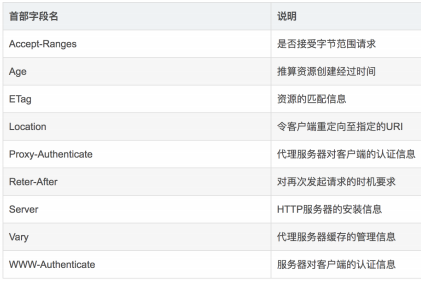 首部字段名 说明
Accept-Ranges 是否接受字节范围请求
Age 推算资源创建经过时间
ETag 资源的匹配信息
Location 令客户端重定向至指定的URI
Proxy-Authenticate 代理服务器对客户端的认证信息
Reter-After 对再次发起请求的时机要求
Server HTTP服务器的安装信息
Vary 代理服务器缓存的管理信息
WWW-Authenticate 服务器对客户端的认证信息